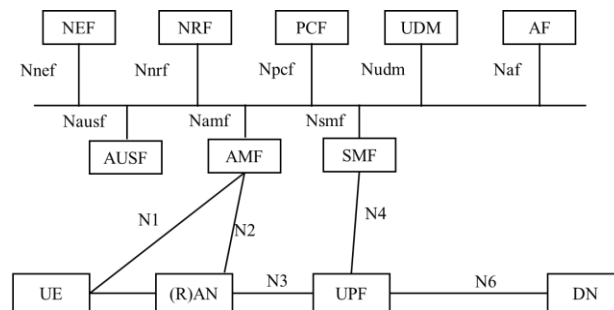 NEF NRF PCF UDM AF
Nnef Nnrf Npcf Nudm Naf
Nausf Namf Nsmf
AUSF AMF SMF
N1 N2 N4
UE (R)AN N3 UPF N6 DN